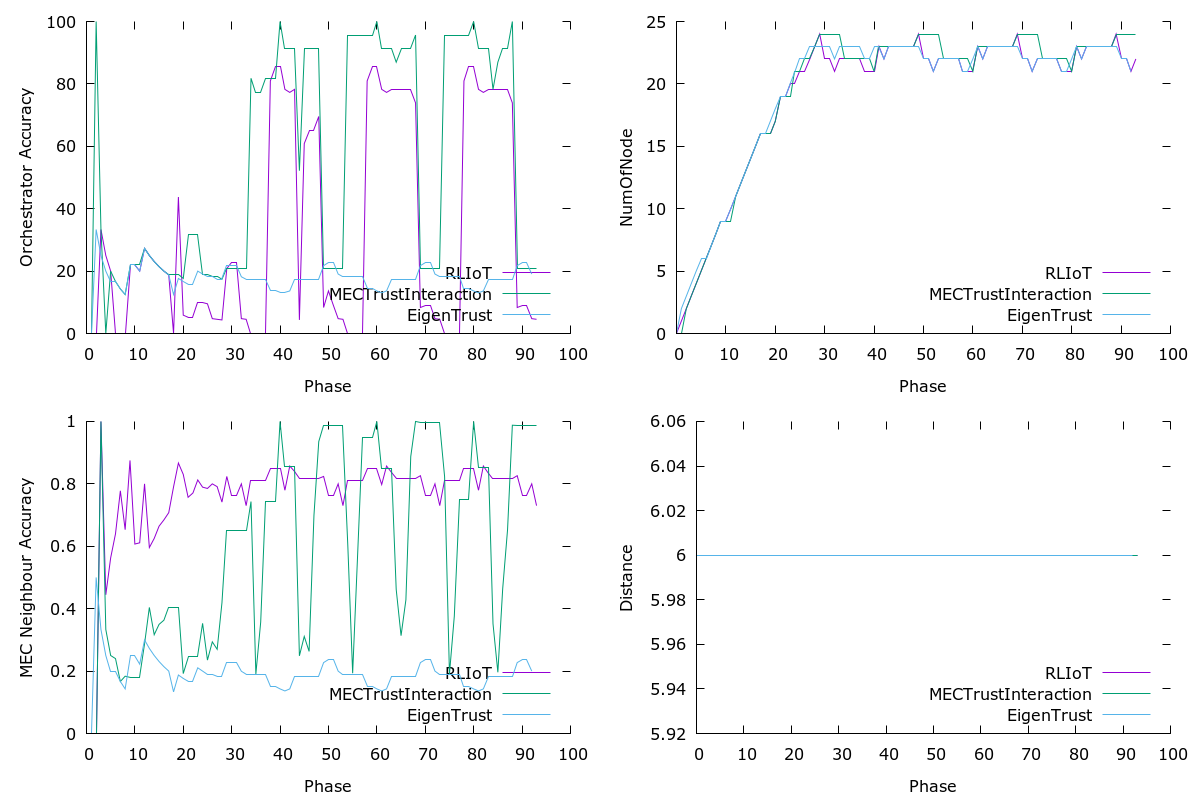 Orchestrator Accuracy
100
80
60
40
20
0
0 10 20 30 40 50 60 70 80 90 100
Phase
RLIoT
MECTrustInteraction
EigenTrust
NumOfNode
25
20
15
10
5
0
0 10 20 30 40 50 60 70 80 90 100
Phase
RLIoT
MECTrustInteraction
EigenTrust
MEC Neighbour Accuracy
1
0.8
0.6
0.4
0.2
0
0 10 20 30 40 50 60 70 80 90 100
Phase
RLIoT
MECTrustInteraction
EigenTrust
Distance
6.06
6.04
6.02
6
5.98
5.96
5.94
5.92
0 10 20 30 40 50 60 70 80 90 100
Phase
RLIoT
MECTrustInteraction
EigenTrust